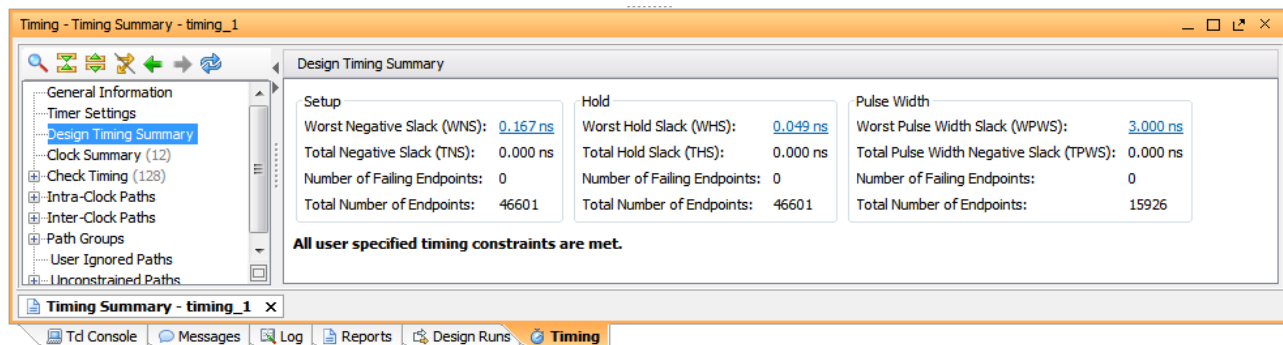 Timing - Timing Summary - timing_1
General Information
Timer Settings
Design Timing Summary
Clock Summary (12)
Check Timing (128)
Intra-Clock Paths
Inter-Clock Paths
Path Groups
User Ignored Paths
Unconstrained Paths
Design Timing Summary
Setup
Worst Negative Slack (WNS): 0.167 ns
Total Negative Slack (TNS): 0.000 ns
Number of Failing Endpoints: 0
Total Number of Endpoints: 46601
Hold
Worst Hold Slack (WHS): 0.049 ns
Total Hold Slack (THS): 0.000 ns
Number of Failing Endpoints: 0
Total Number of Endpoints: 46601
Pulse Width
Worst Pulse Width Slack (WPWS): 3.000 ns
Total Pulse Width Negative Slack (TPWS): 0.000 ns
Number of Failing Endpoints: 0
Total Number of Endpoints: 15926
All user specified timing constraints are met.
Timing Summary - timing_1
Tcl Console Messages Log Reports Design Runs Timing